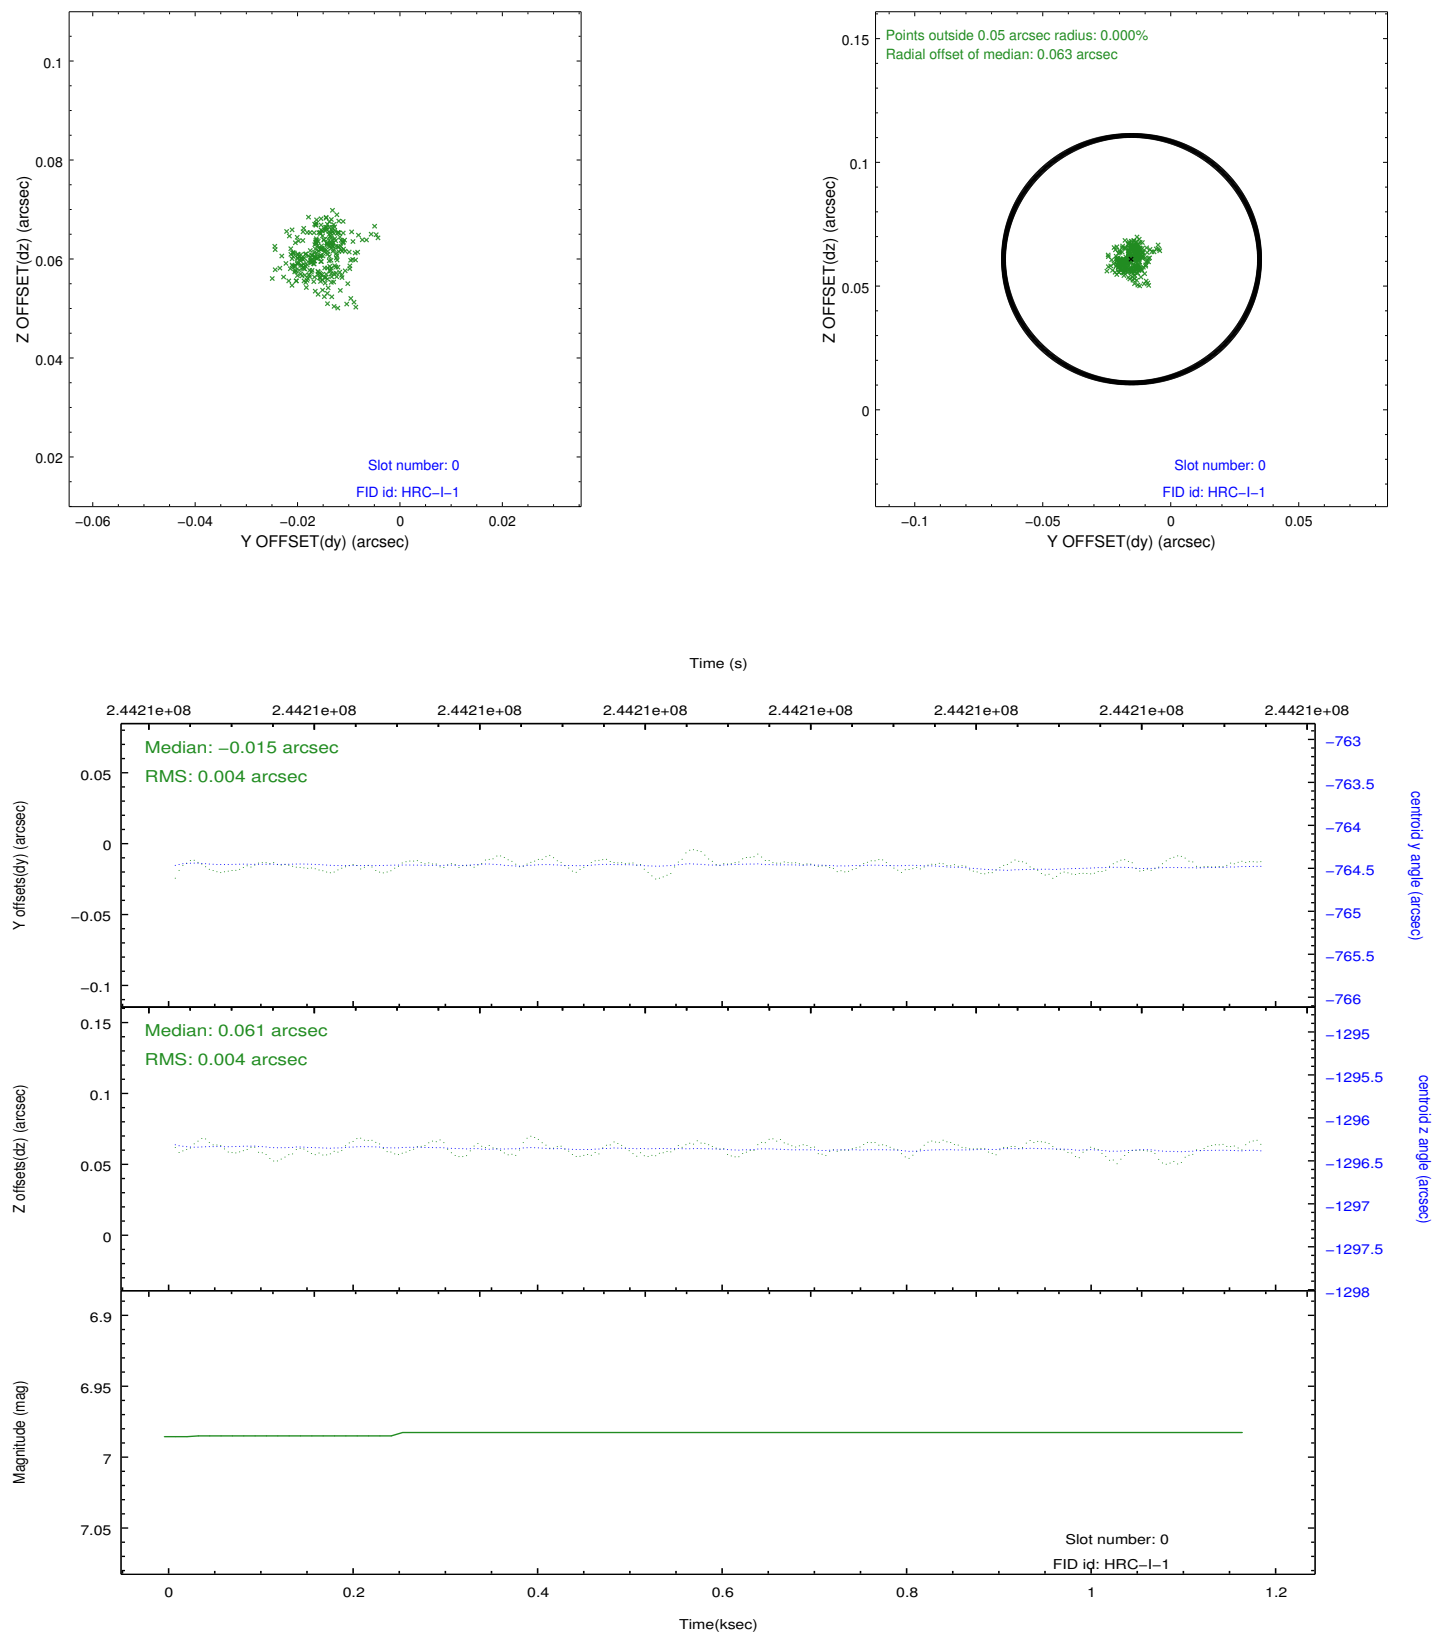 0.1
0.08
0.06
0.04
0.02
Z OFFSET(dz) (arcsec)
Slot number: 0
FID id: HRC−I−1
−0.06 −0.04 −0.02 0 0.02
Y OFFSET(dy) (arcsec)
Points outside 0.05 arcsec radius: 0.000%
Radial offset of median: 0.063 arcsec
0.15
0.1
0.05
0
Z OFFSET(dz) (arcsec)
Slot number: 0
FID id: HRC−I−1
−0.1 −0.05 0 0.05
Y OFFSET(dy) (arcsec)
Time (s)
2.4421e+08 2.4421e+08 2.4421e+08 2.4421e+08 2.4421e+08 2.4421e+08 2.4421e+08 2.4421e+08
Median: −0.015 arcsec
RMS: 0.004 arcsec
0.05
0
−0.05
−0.1
Y offsets(dy) (arcsec)
−763
−763.5
−764
−764.5
−765
−765.5
−766
centroid y angle (arcsec)
Median: 0.061 arcsec
RMS: 0.004 arcsec
0.15
0.1
0.05
0
Z offsets(dz) (arcsec)
−1295
−1295.5
−1296
−1296.5
−1297
−1297.5
−1298
centroid z angle (arcsec)
6.9
6.95
7
7.05
Magnitude (mag)
Slot number: 0
FID id: HRC−I−1
0 0.2 0.4 0.6 0.8 1 1.2
Time(ksec)